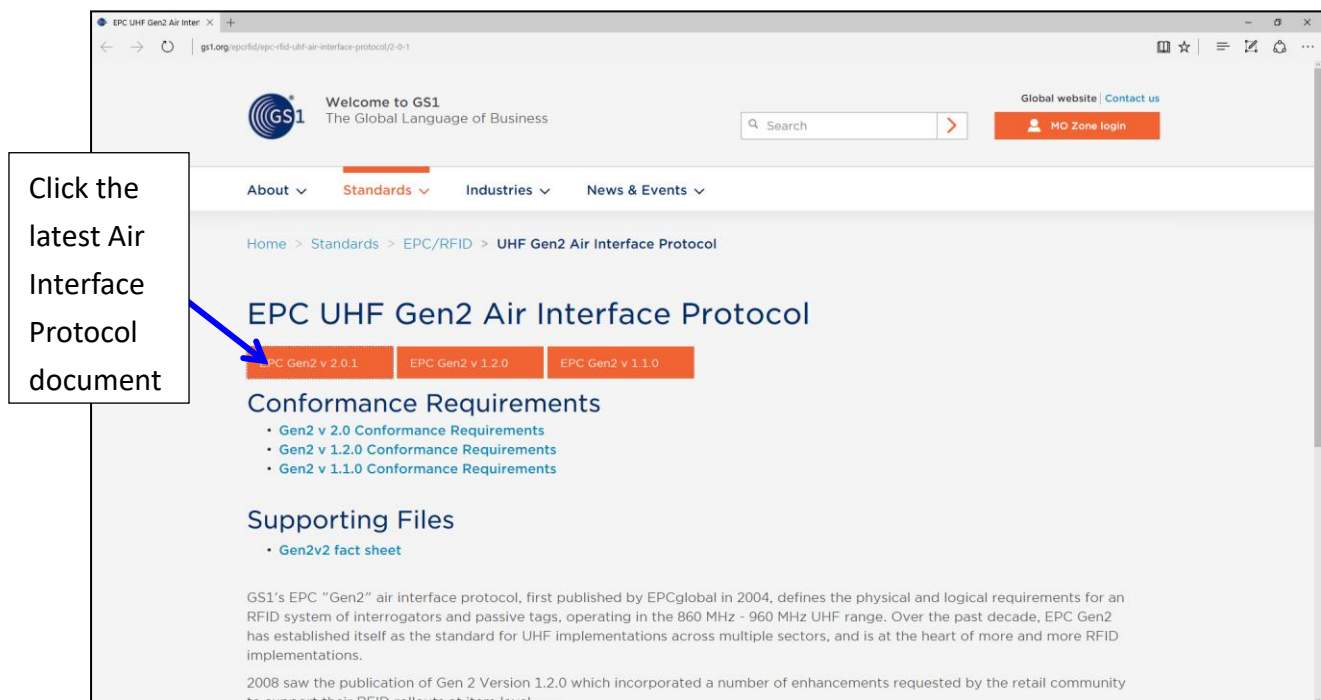 EPC UHF Gen2 Air Inter
gs1.org/epcrfid/epc-rfid-uhf-air-interface-protocol/2-0-1
GS1
Welcome to GS1
The Global Language of Business
Global website | Contact us
Search
MO Zone login
Click the
latest Air
Interface
Protocol
document
About
Standards
Industries
News & Events
Home > Standards > EPC/RFID > UHF Gen2 Air Interface Protocol
EPC UHF Gen2 Air Interface Protocol
EPC Gen2 v 2.0.1
EPC Gen2 v 1.2.0
EPC Gen2 v 1.1.0
Conformance Requirements
• Gen2 v 2.0 Conformance Requirements
• Gen2 v 1.2.0 Conformance Requirements
• Gen2 v 1.1.0 Conformance Requirements
Supporting Files
• Gen2v2 fact sheet
GS1's EPC "Gen2" air interface protocol, first published by EPCglobal in 2004, defines the physical and logical requirements for an
RFID system of interrogators and passive tags, operating in the 860 MHz - 960 MHz UHF range. Over the past decade, EPC Gen2
has established itself as the standard for UHF implementations across multiple sectors, and is at the heart of more and more RFID
implementations.
2008 saw the publication of Gen 2 Version 1.2.0 which incorporated a number of enhancements requested by the retail community
to support their RFID rollouts at item level